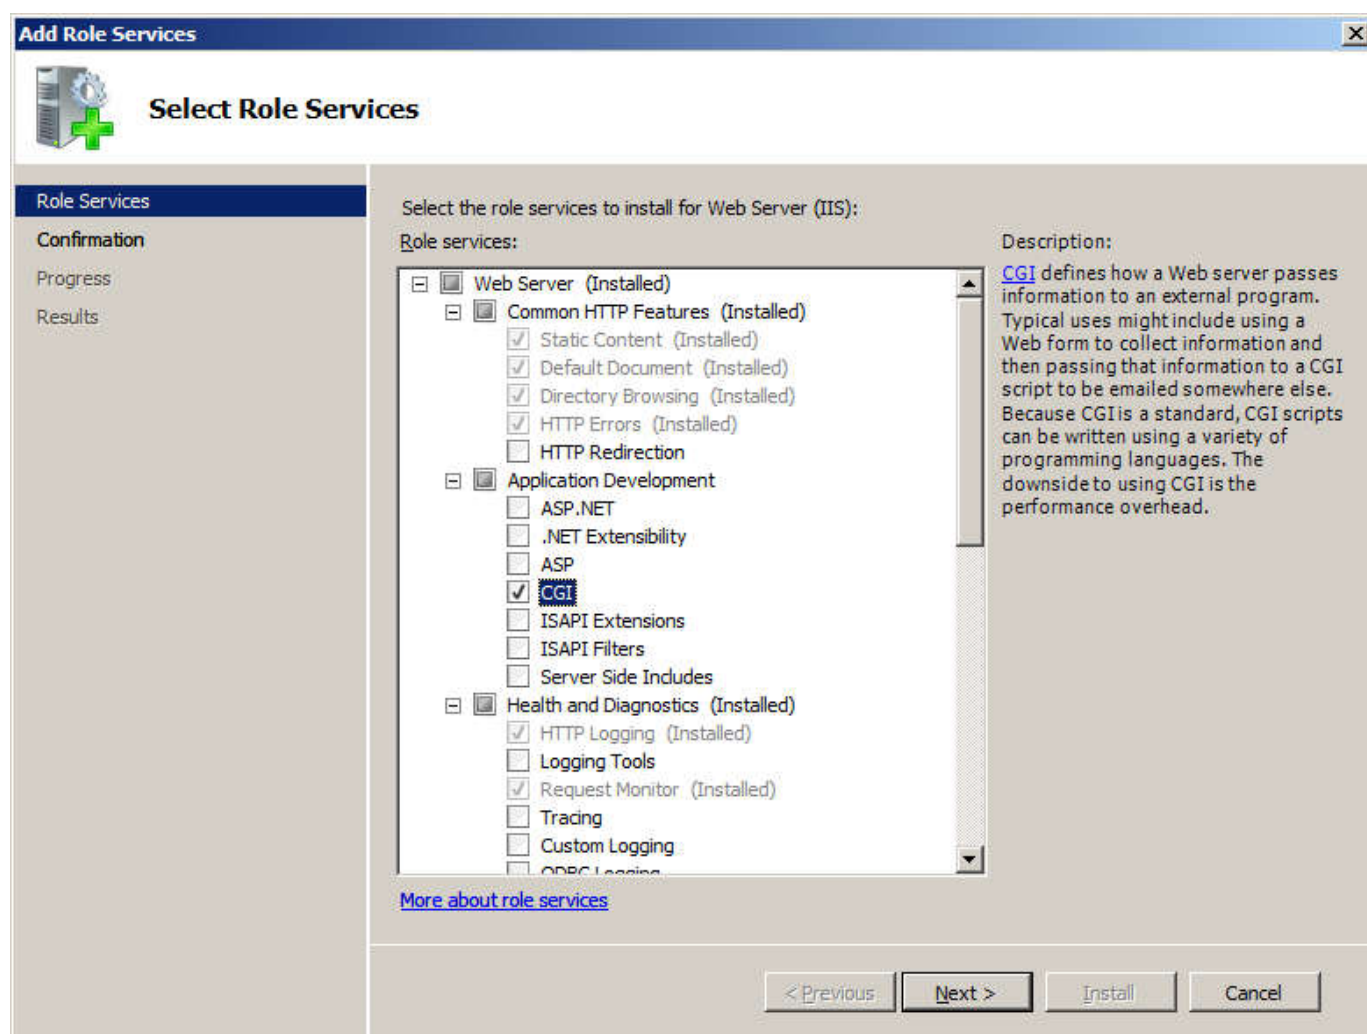 Add Role Services
Select Role Services
Role Services
Confirmation
Progress
Results
Select the role services to install for Web Server (IIS):
Role services:
Web Server (Installed)
Common HTTP Features (Installed)
Static Content (Installed)
Default Document (Installed)
Directory Browsing (Installed)
HTTP Errors (Installed)
HTTP Redirection
Application Development
ASP.NET
.NET Extensibility
ASP
CGI
ISAPI Extensions
ISAPI Filters
Server Side Includes
Health and Diagnostics (Installed)
HTTP Logging (Installed)
Logging Tools
Request Monitor (Installed)
Tracing
Custom Logging
ODBC Logging
More about role services
Description:
CGI defines how a Web server passes
information to an external program.
Typical uses might include using a
Web form to collect information and
then passing that information to a CGI
script to be emailed somewhere else.
Because CGI is a standard, CGI scripts
can be written using a variety of
programming languages. The
downside to using CGI is the
performance overhead.
< Previous
Next >
Install
Cancel